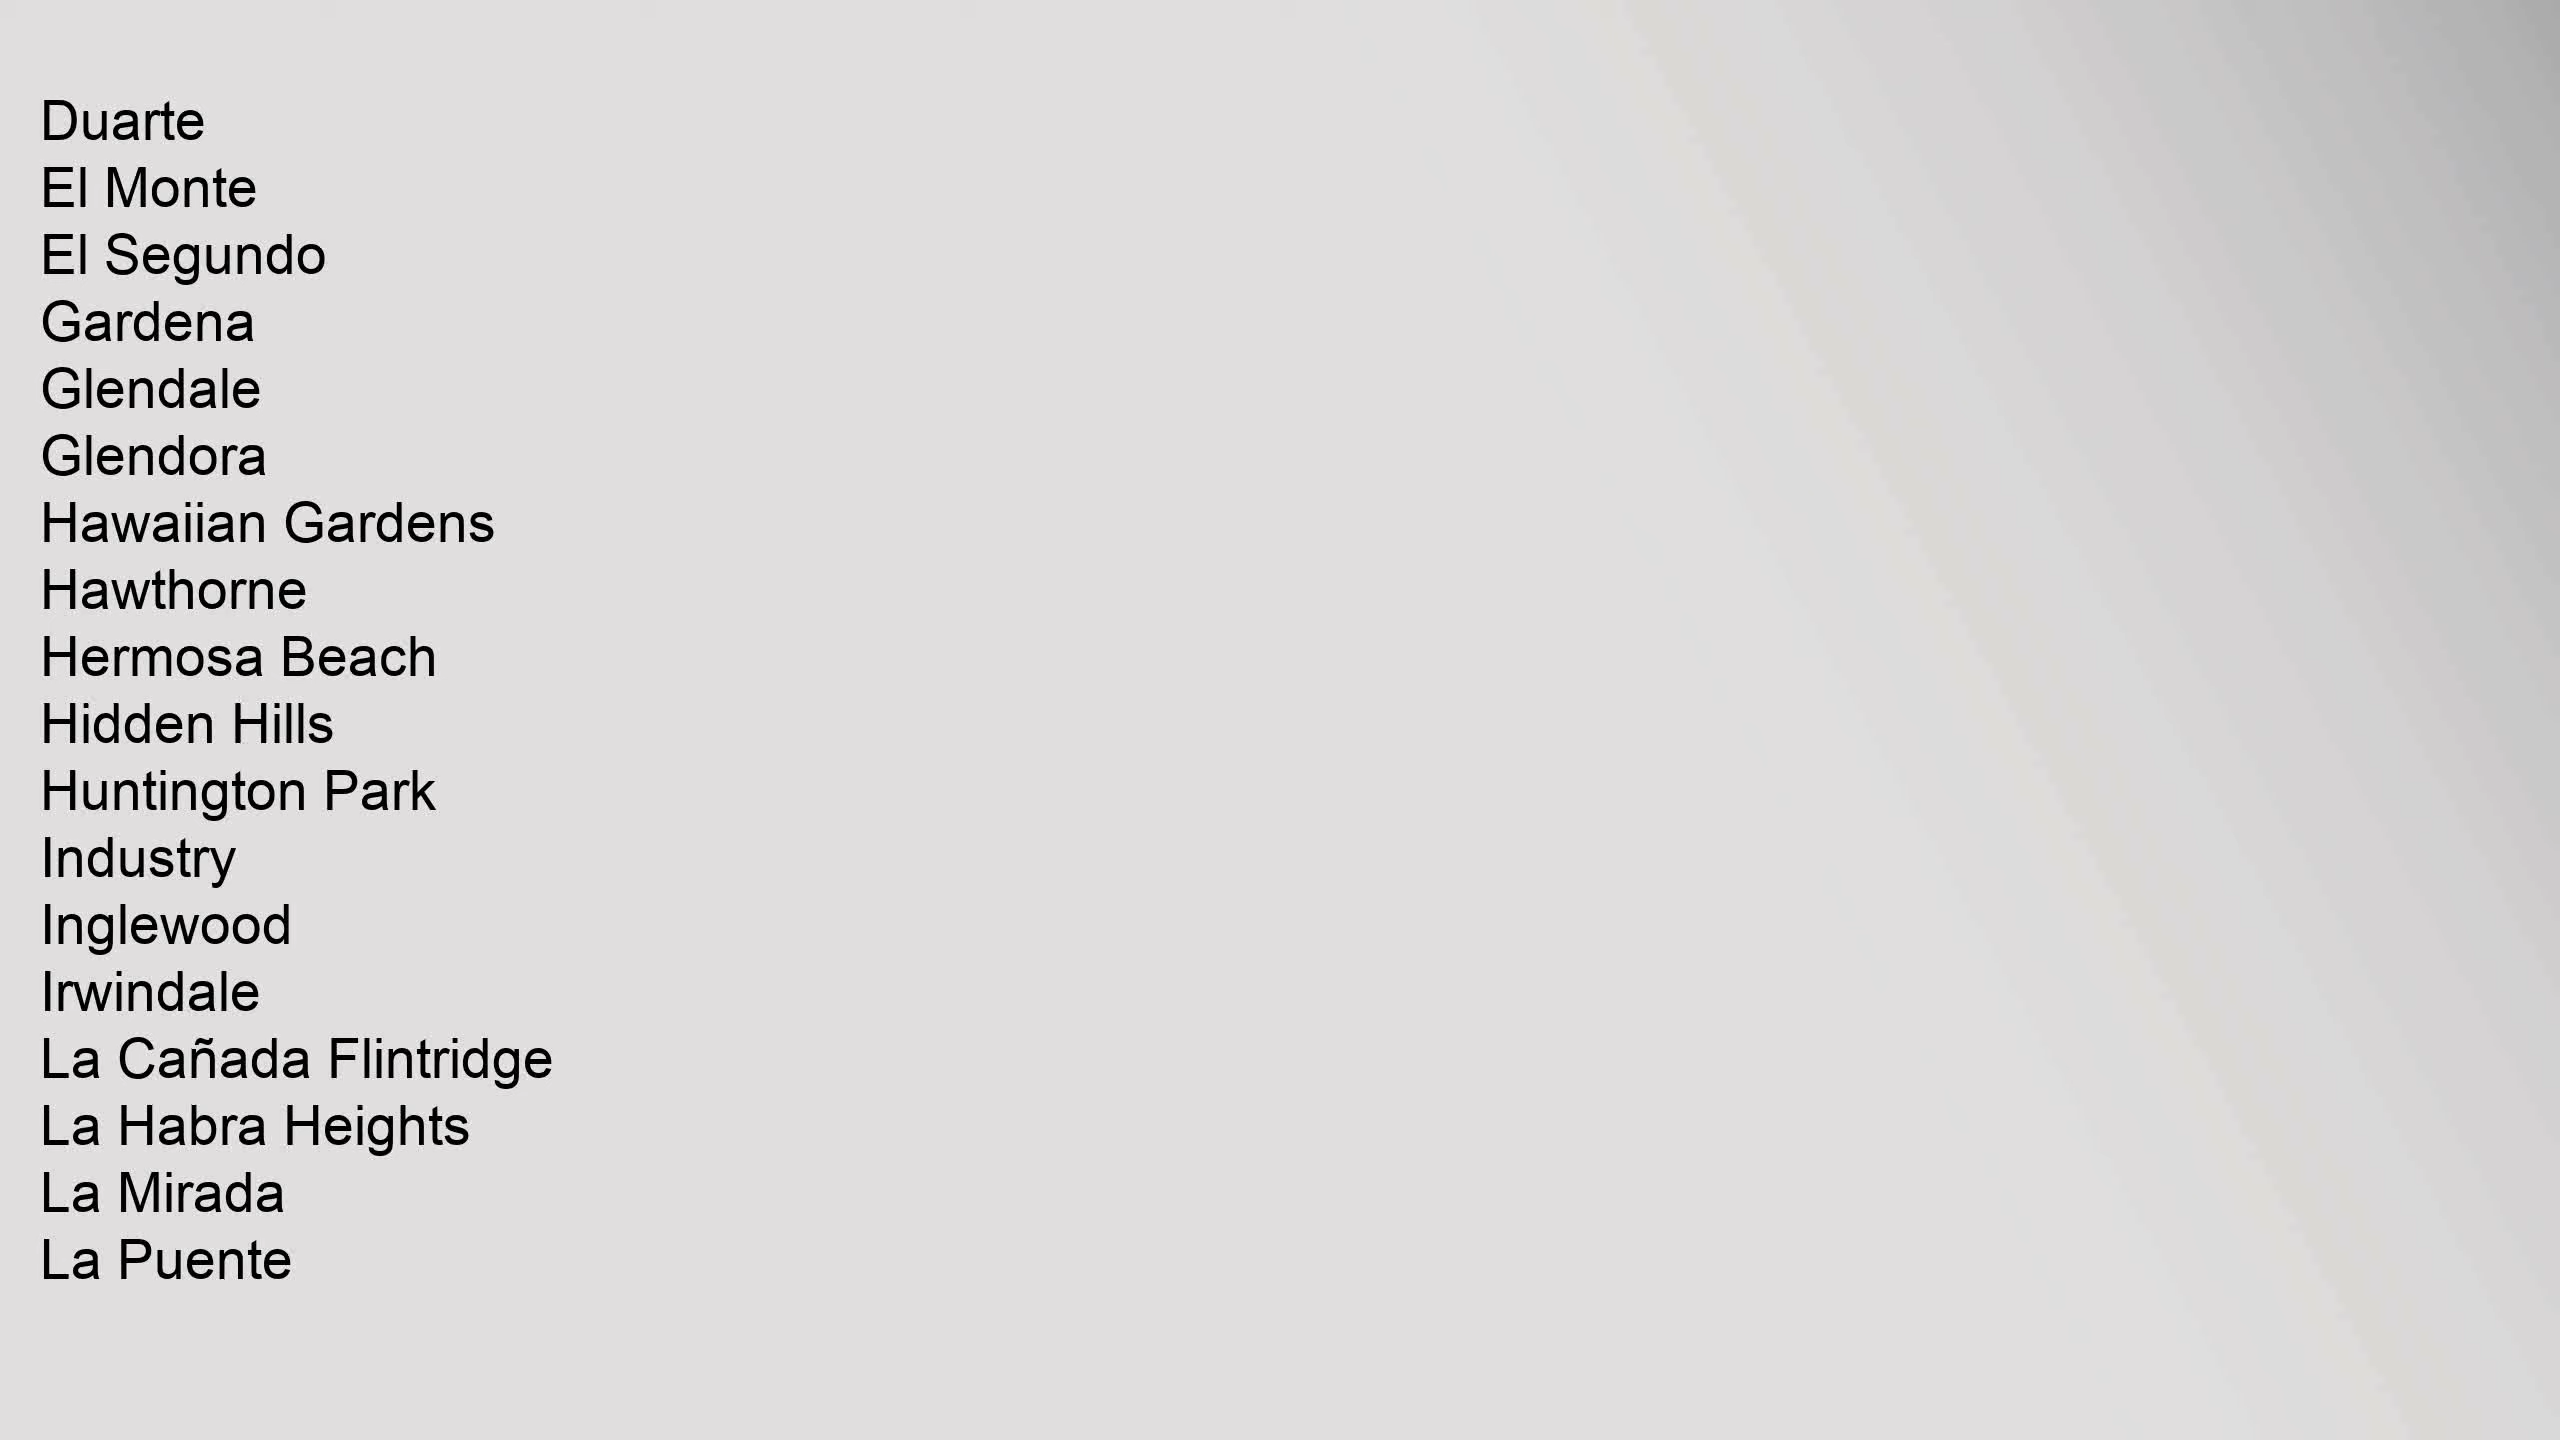 Duarte
El Monte
El Segundo
Gardena
Glendale
Glendora
Hawaiian Gardens
Hawthorne
Hermosa Beach
Hidden Hills
Huntington Park
Industry
Inglewood
Irwindale
La Cañada Flintridge
La Habra Heights
La Mirada
La Puente